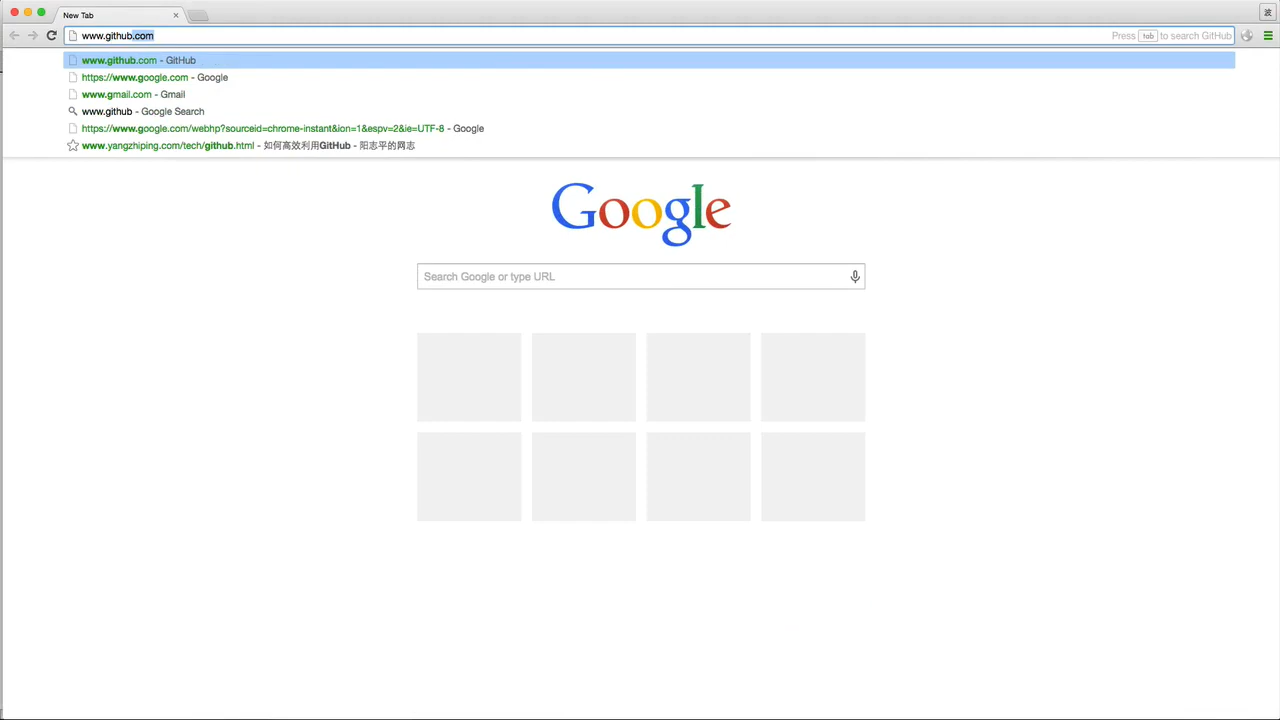 New Tab
www.github.com
Press tab to search GitHub
www.github.com - GitHub
https://www.google.com - Google
www.gmail.com - Gmail
www.github - Google Search
https://www.google.com/webhp?sourceid=chrome-instant&ion=1&espv=2&ie=UTF-8 - Google
www.yangzhiping.com/tech/github.html - 如何高效利用GitHub - 阳志平的网志
Google
Search Google or type URL